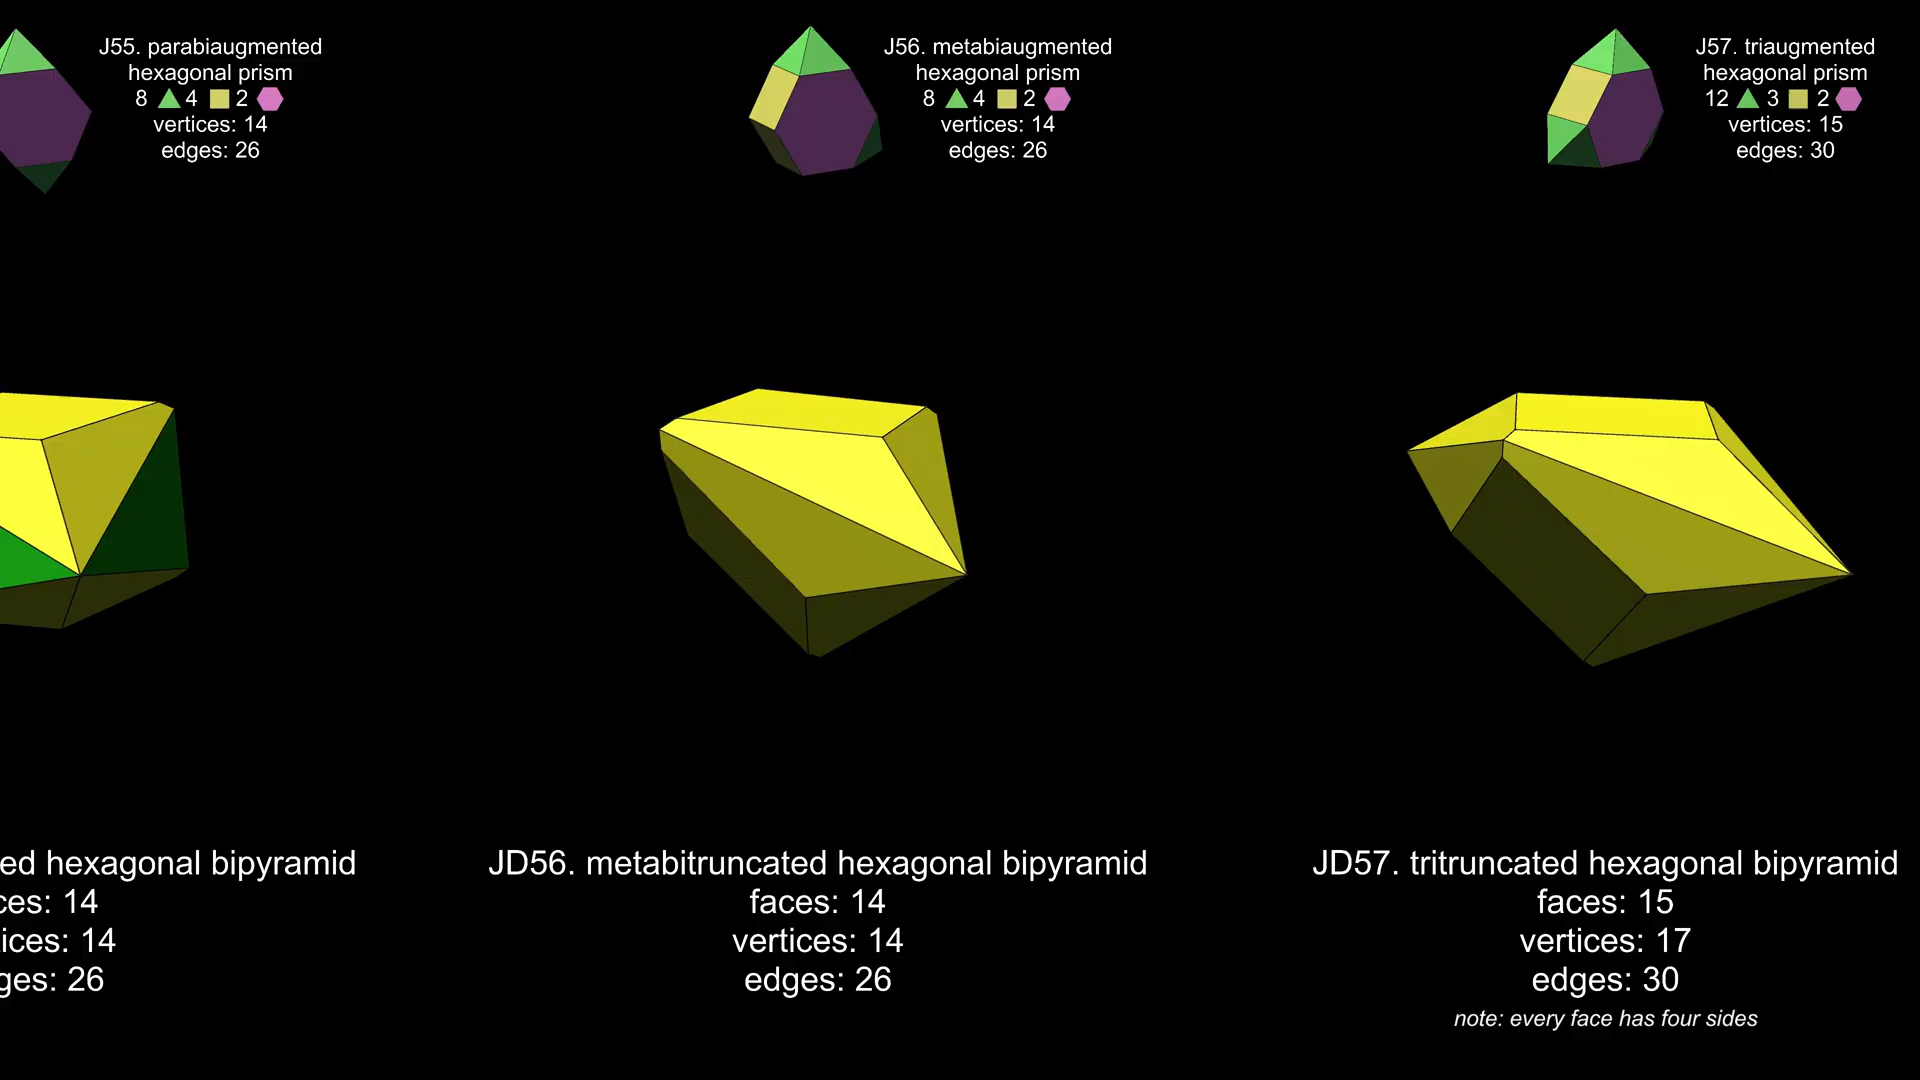 J55. parabiaugmented
hexagonal prism
8 4 2
vertices: 14
edges: 26
J56. metabiaugmented
hexagonal prism
8 4 2
vertices: 14
edges: 26
J57. triaugmented
hexagonal prism
12 3 2
vertices: 15
edges: 30
ed hexagonal bipyramid
ces: 14
ices: 14
ges: 26
JD56. metabitruncated hexagonal bipyramid
faces: 14
vertices: 14
edges: 26
JD57. tritruncated hexagonal bipyramid
faces: 15
vertices: 17
edges: 30
note: every face has four sides